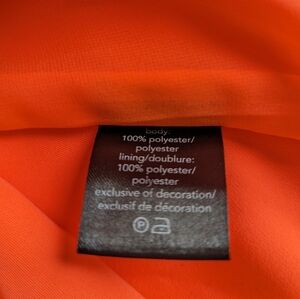 body:
100% polyester/
polyester
lining/doublure:
100% polyester/
polyester
exclusive of decoration/
exclusif de décoration
P